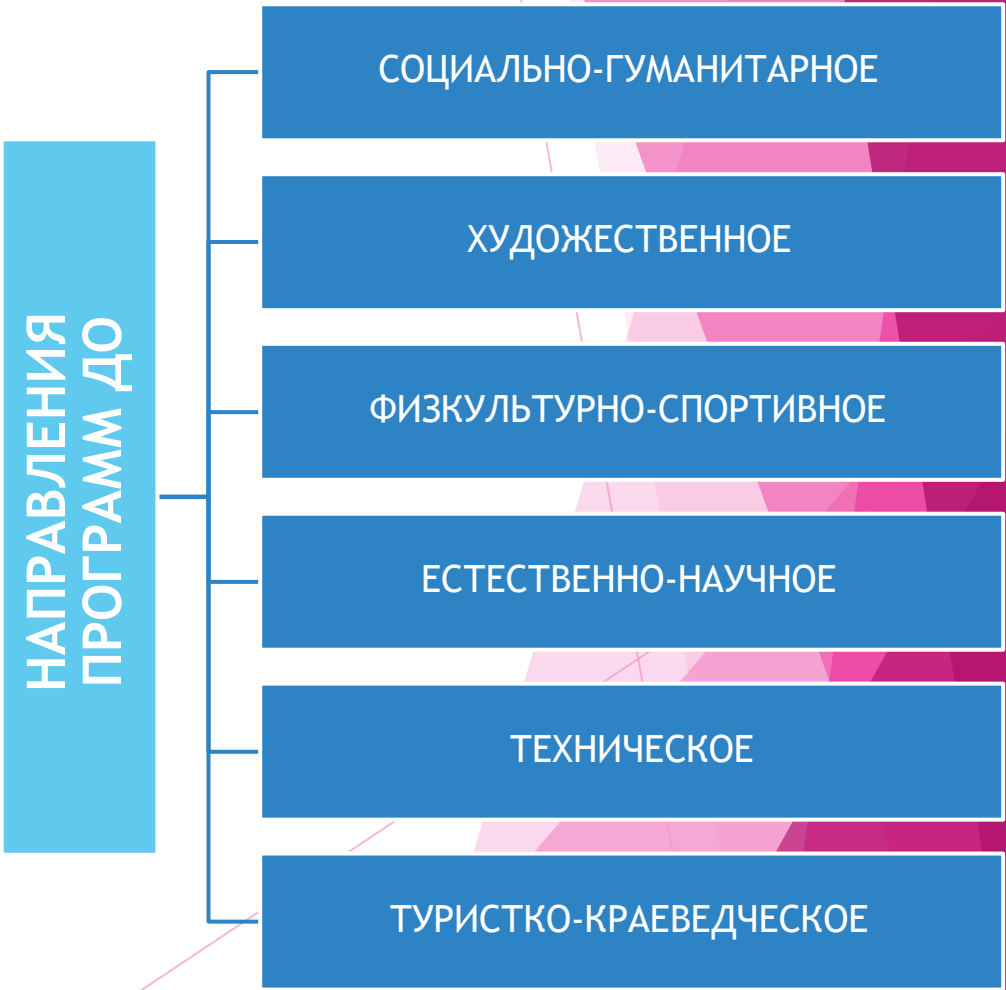 НАПРАВЛЕНИЯ
ПРОГРАММ ДО
СОЦИАЛЬНО-ГУМАНИТАРНОЕ
ХУДОЖЕСТВЕННОЕ
ФИЗКУЛЬТУРНО-СПОРТИВНОЕ
ЕСТЕСТВЕННО-НАУЧНОЕ
ТЕХНИЧЕСКОЕ
ТУРИСТКО-КРАЕВЕДЧЕСКОЕ